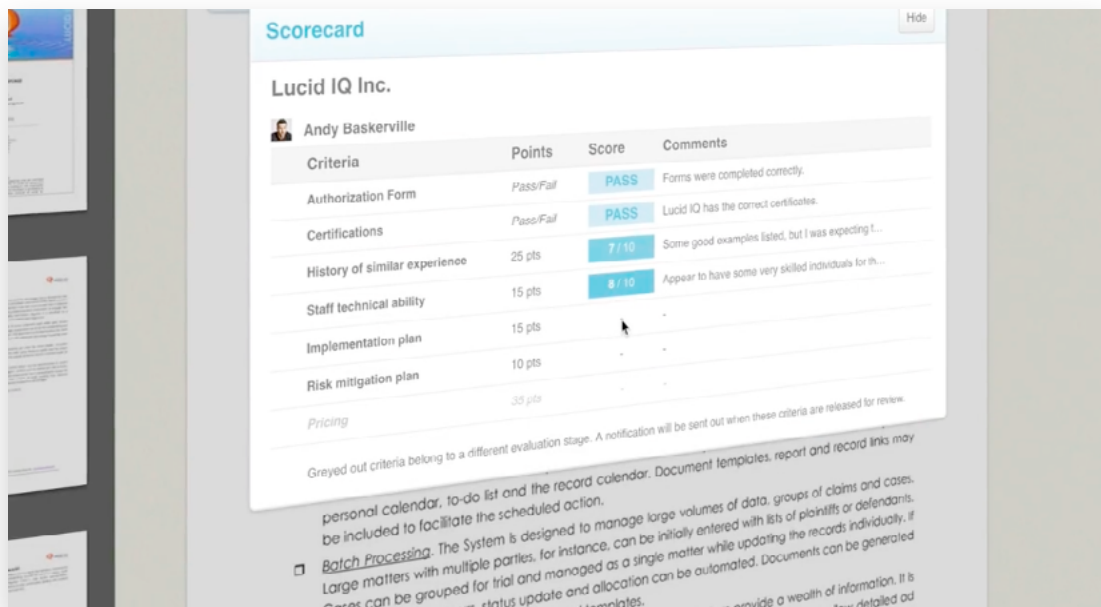 Scorecard
Hide
Lucid IQ Inc.
Andy Baskerville
Criteria Points Score Comments
Authorization Form Pass/Fail PASS Forms were completed correctly.
Certifications Pass/Fail PASS Lucid IQ has the correct certificates.
History of similar experience 25 pts 7 / 10 Some good examples listed, but I was expecting t...
Staff technical ability 15 pts 8 / 10 Appear to have some very skilled individuals for th...
Implementation plan 15 pts - -
Risk mitigation plan 10 pts - -
Pricing 35 pts - -
Greyed out criteria belong to a different evaluation stage. A notification will be sent out when these criteria are released for review.
personal calendar, to-do list and the record calendar. Document templates, report and record links may
be included to facilitate the scheduled action.
Batch Processing. The System is designed to manage large volumes of data, groups of claims and cases.
Large matters with multiple parties, for instance, can be initially entered with lists of plaintiffs or defendants.
Cases can be grouped for trial and managed as a single matter while updating the records individually, if
status update and allocation can be automated. Documents can be generated
templates.
provide a wealth of information. It is
detailed ad
LUCID